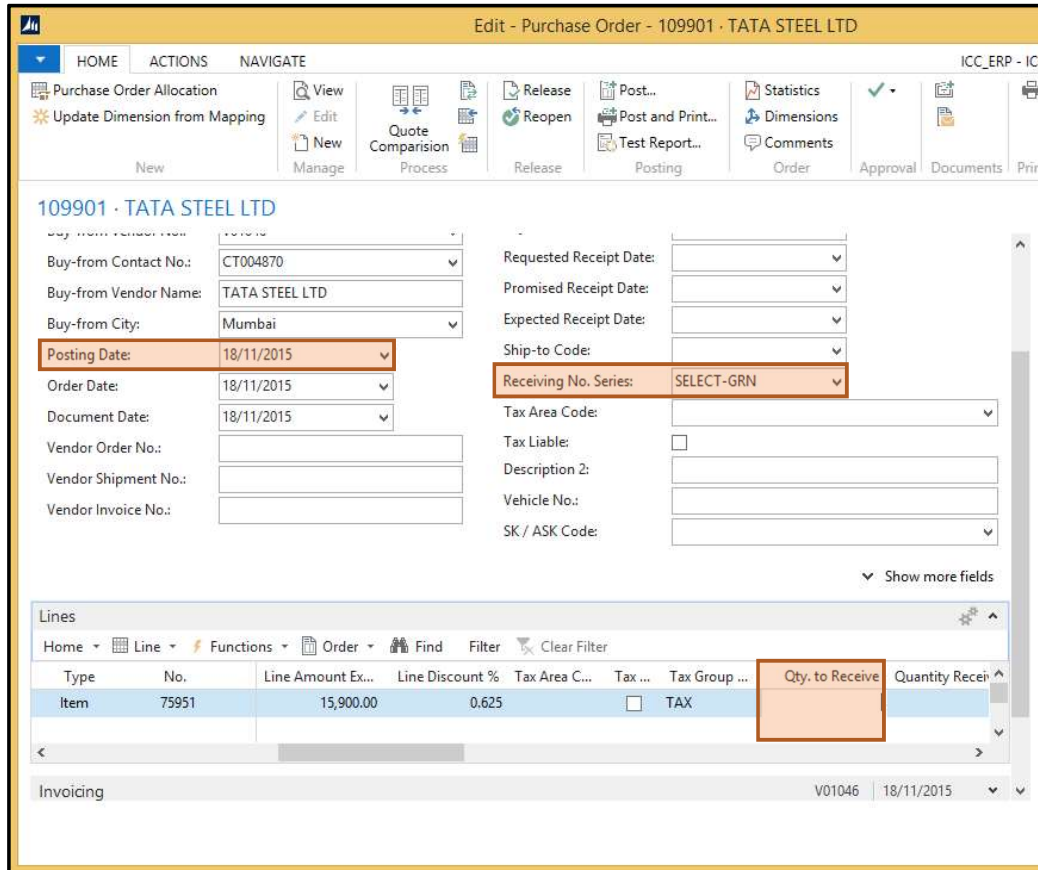 Edit - Purchase Order - 109901 · TATA STEEL LTD
HOME ACTIONS NAVIGATE ICC_ERP - IC
Purchase Order Allocation
Update Dimension from Mapping
New
View
Edit
New
Manage
Quote Comparision
Process
Release
Reopen
Release
Post...
Post and Print...
Test Report...
Posting
Statistics
Dimensions
Comments
Order
Approval
Documents
Prin
109901 · TATA STEEL LTD
Buy-from Contact No.: CT004870
Buy-from Vendor Name: TATA STEEL LTD
Buy-from City: Mumbai
Posting Date: 18/11/2015
Order Date: 18/11/2015
Document Date: 18/11/2015
Vendor Order No.:
Vendor Shipment No.:
Vendor Invoice No.:
Requested Receipt Date:
Promised Receipt Date:
Expected Receipt Date:
Ship-to Code:
Receiving No. Series: SELECT-GRN
Tax Area Code:
Tax Liable:
Description 2:
Vehicle No.:
SK / ASK Code:
Show more fields
Lines
Home Line Functions Order Find Filter Clear Filter
Type No. Line Amount Ex... Line Discount % Tax Area C... Tax ... Tax Group ... Qty. to Receive Quantity Recei
Item 75951 15,900.00 0.625 TAX
Invoicing V01046 18/11/2015